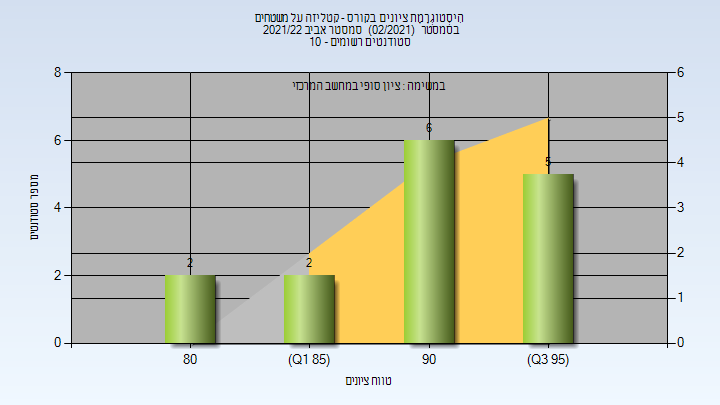 היסטוגרמת ציונים בקורס - קטליזה על משטחים
בסמסטר (02/2021) סמסטר אביב 2021/22
סטודנטים רשומים - 10
במשימה : ציון סופי במחשב המרכזי
8
6
4
2
0
6
5
4
3
2
1
0
2
2
6
5
80
(Q1 85)
90
(Q3 95)
מספר סטודנטים
טווח ציונים